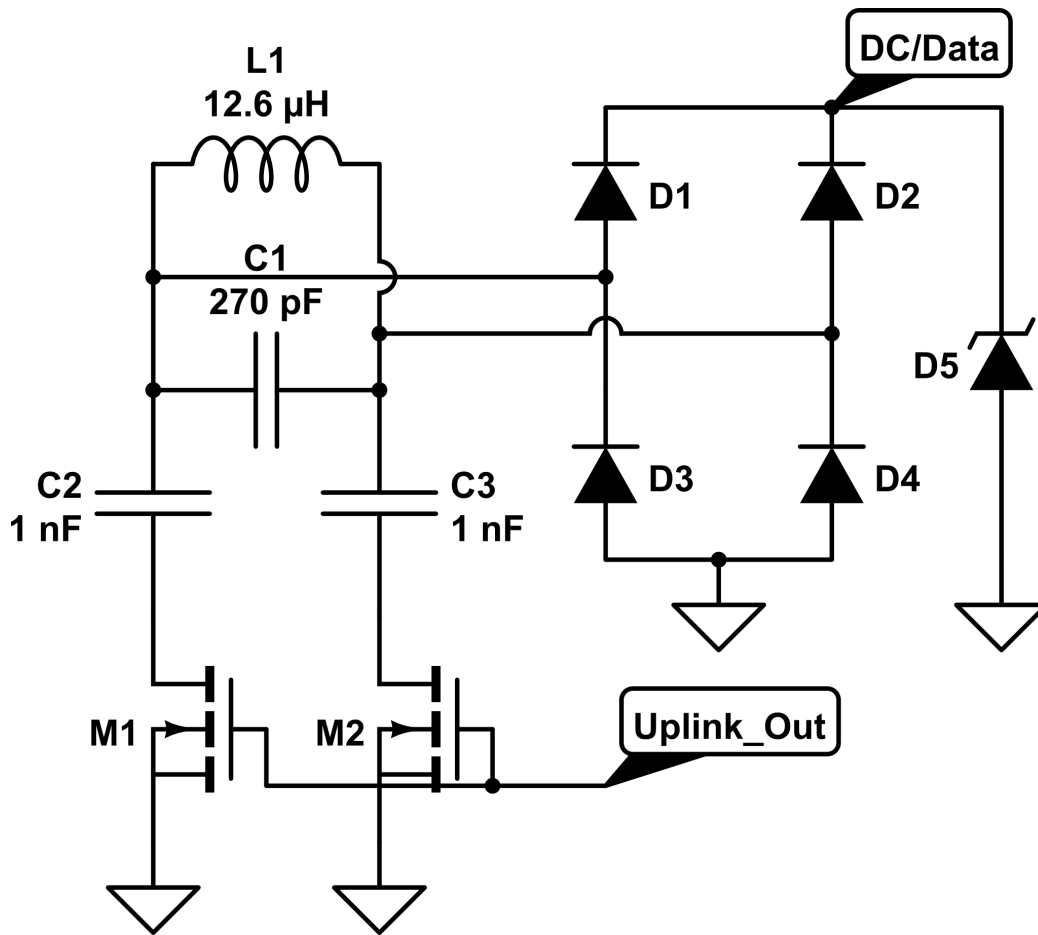 DC/Data
L1
12.6 µH
D1
D2
C1
270 pF
D5
C2
1 nF
C3
1 nF
D3
D4
M1
M2
Uplink_Out